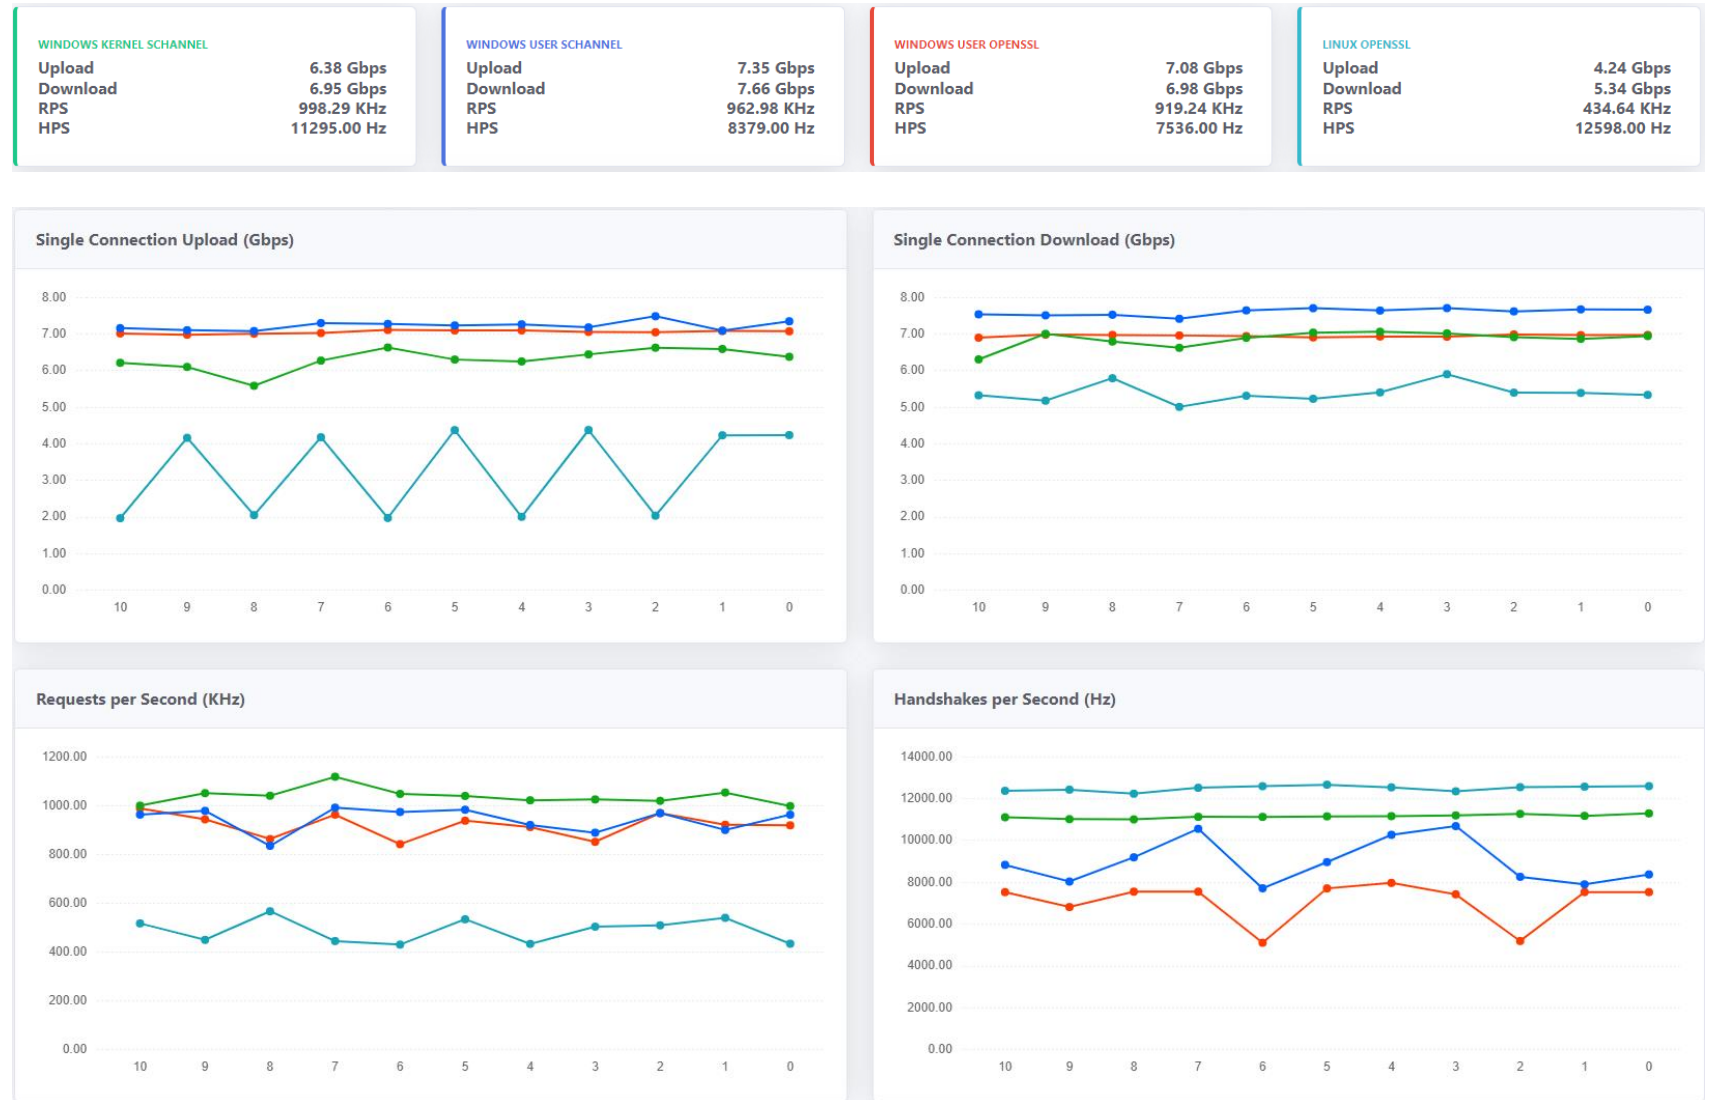 WINDOWS KERNEL SCHANNEL
Upload 6.38 Gbps
Download 6.95 Gbps
RPS 998.29 KHz
HPS 11295.00 Hz
WINDOWS USER SCHANNEL
Upload 7.35 Gbps
Download 7.66 Gbps
RPS 962.98 KHz
HPS 8379.00 Hz
WINDOWS USER OPENSSL
Upload 7.08 Gbps
Download 6.98 Gbps
RPS 919.24 KHz
HPS 7536.00 Hz
LINUX OPENSSL
Upload 4.24 Gbps
Download 5.34 Gbps
RPS 434.64 KHz
HPS 12598.00 Hz
Single Connection Upload (Gbps)
8.00
7.00
6.00
5.00
4.00
3.00
2.00
1.00
0.00
10 9 8 7 6 5 4 3 2 1 0
Single Connection Download (Gbps)
8.00
7.00
6.00
5.00
4.00
3.00
2.00
1.00
0.00
10 9 8 7 6 5 4 3 2 1 0
Requests per Second (KHz)
1200.00
1000.00
800.00
600.00
400.00
200.00
0.00
10 9 8 7 6 5 4 3 2 1 0
Handshakes per Second (Hz)
14000.00
12000.00
10000.00
8000.00
6000.00
4000.00
2000.00
0.00
10 9 8 7 6 5 4 3 2 1 0